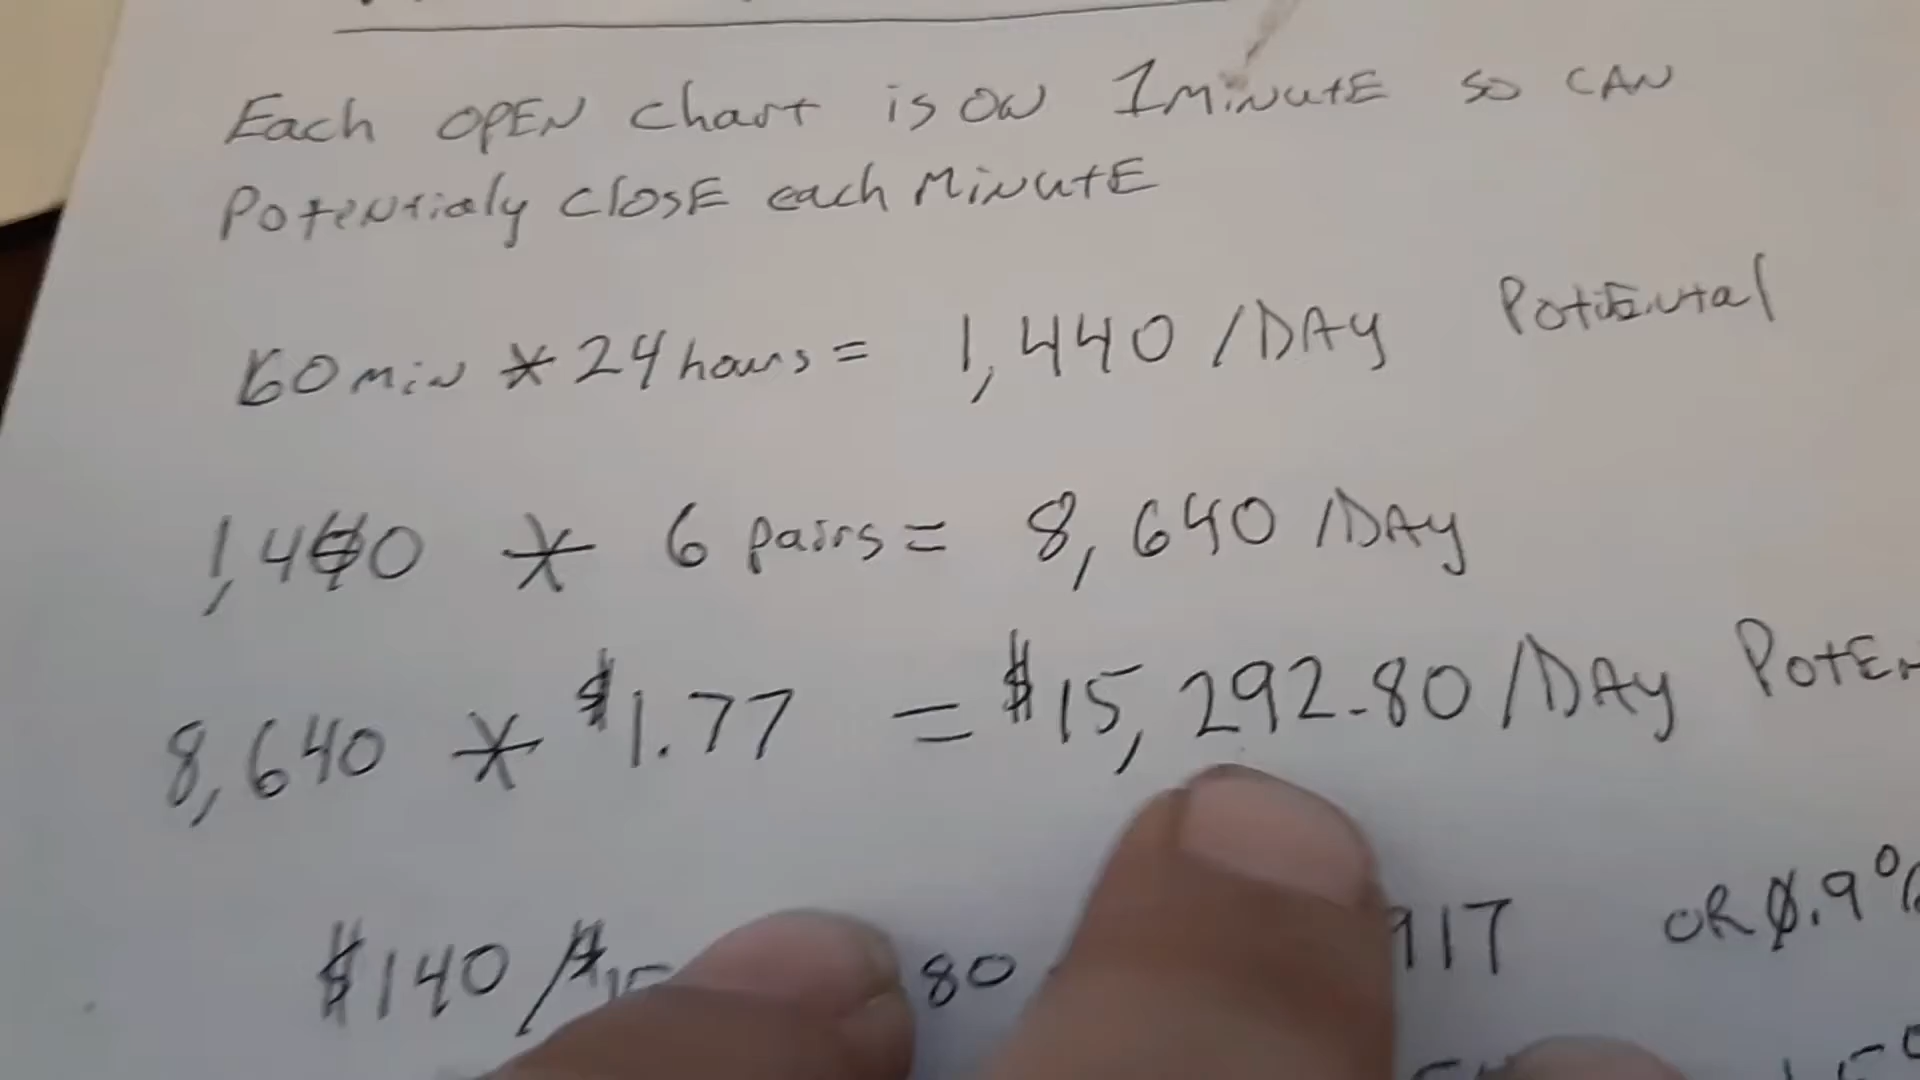 Each OPEN chart is ON 1MINUTE SO CAN
Potentialy CLOSE each MINUTE
60 min * 24 hours = 1,440 /DAY Potential
1,440 * 6 pairs = 8,640 /DAY
8,640 * $1.77 = $15,292.80 /DAY
$140 / 80 917 OR 0.9%